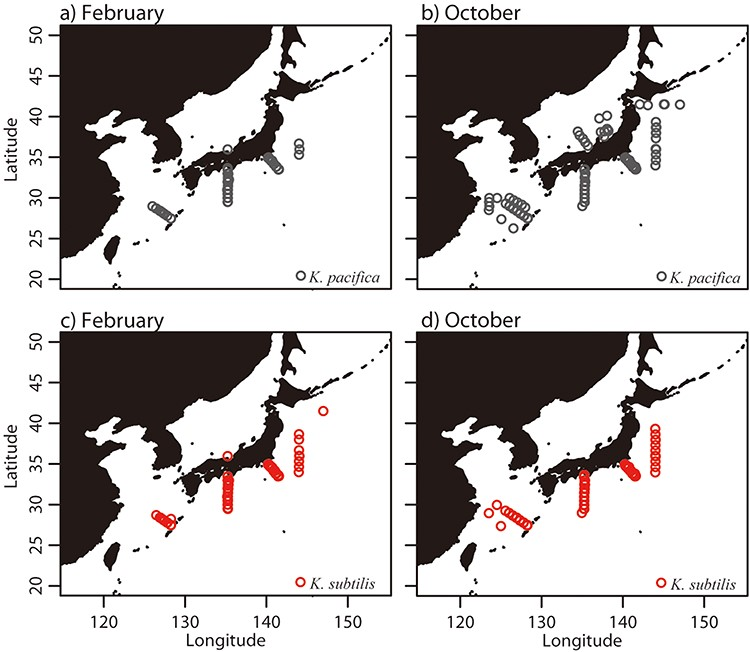 a) February
b) October
50
45
40
35
30
25
20
Latitude
K. pacifica
K. pacifica
c) February
d) October
50
45
40
35
30
25
20
Latitude
K. subtilis
K. subtilis
120 130 140 150
120 130 140 150
Longitude
Longitude